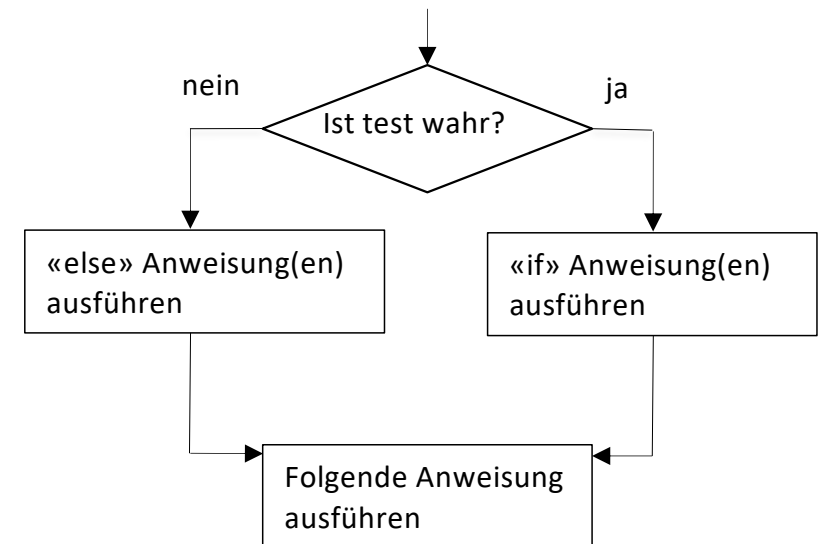 nein
ja
Ist test wahr?
«else» Anweisung(en)
ausführen
«if» Anweisung(en)
ausführen
Folgende Anweisung
ausführen